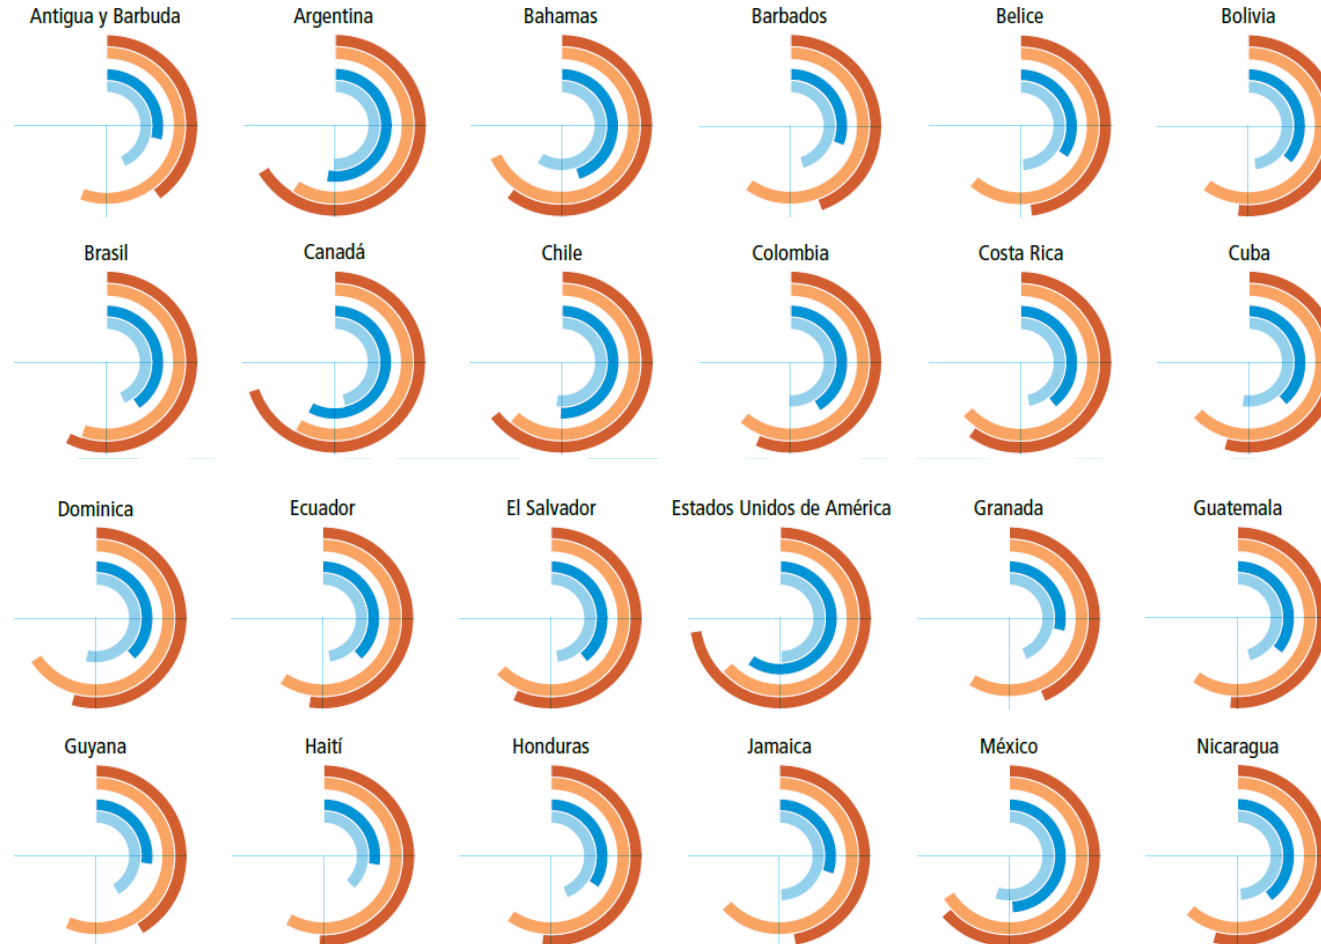 Antigua y Barbuda
Argentina
Bahamas
Barbados
Belice
Bolivia
Brasil
Canadá
Chile
Colombia
Costa Rica
Cuba
Dominica
Ecuador
El Salvador
Estados Unidos de América
Granada
Guatemala
Guyana
Haití
Honduras
Jamaica
México
Nicaragua